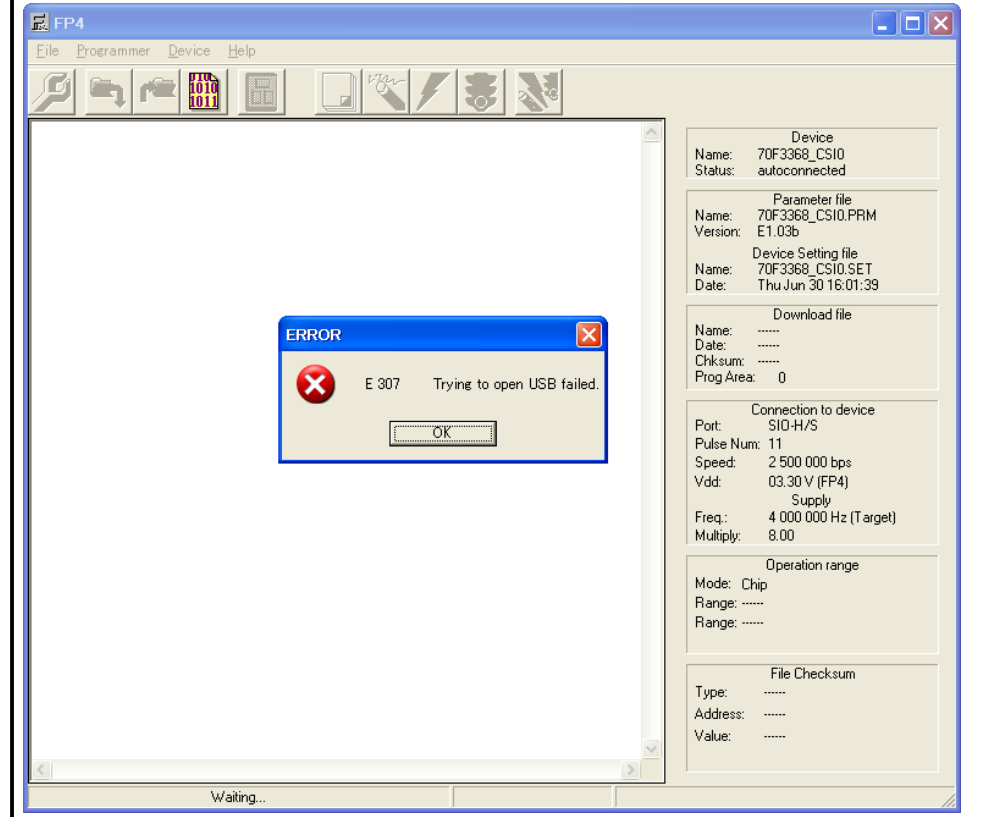 FP4
File Programmer Device Help
010
1010
1011
Device
Name: 70F3368_CSI0
Status: autoconnected
Parameter file
Name: 70F3368_CSI0.PRM
Version: E1.03b
Device Setting file
Name: 70F3368_CSI0.SET
Date: Thu Jun 30 16:01:39
Download file
Name: ------
Date: ------
Chksum: ------
Prog Area: 0
Connection to device
Port: SIO-H/S
Pulse Num: 11
Speed: 2 500 000 bps
Vdd: 03.30 V (FP4)
Supply
Freq.: 4 000 000 Hz (Target)
Multiply: 8.00
Operation range
Mode: Chip
Range: ------
Range: ------
File Checksum
Type: ------
Address: ------
Value: ------
ERROR
E 307 Trying to open USB failed.
OK
Waiting...